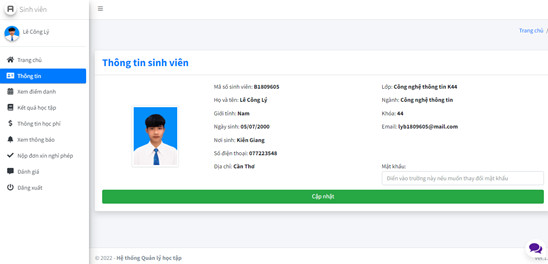 Sinh viên
Lê Công Lý
Trang chủ
Thông tin
Xem điểm danh
Kết quả học tập
Thông tin học phí
Xem thông báo
Nộp đơn xin nghỉ phép
Đánh giá
Đăng xuất
Trang chủ /
Thông tin sinh viên
Mã số sinh viên: B1809605
Lớp: Công nghệ thông tin K44
Họ và tên: Lê Công Lý
Ngành: Công nghệ thông tin
Giới tính: Nam
Khóa: 44
Ngày sinh: 05/07/2000
Email: lyb1809605@mail.com
Nơi sinh: Kiên Giang
Số điện thoại: 077223548
Địa chỉ: Cần Thơ
Mật khẩu:
Điền vào trường này nếu muốn thay đổi mật khẩu
Cập nhật
© 2022 - Hệ thống Quản lý học tập